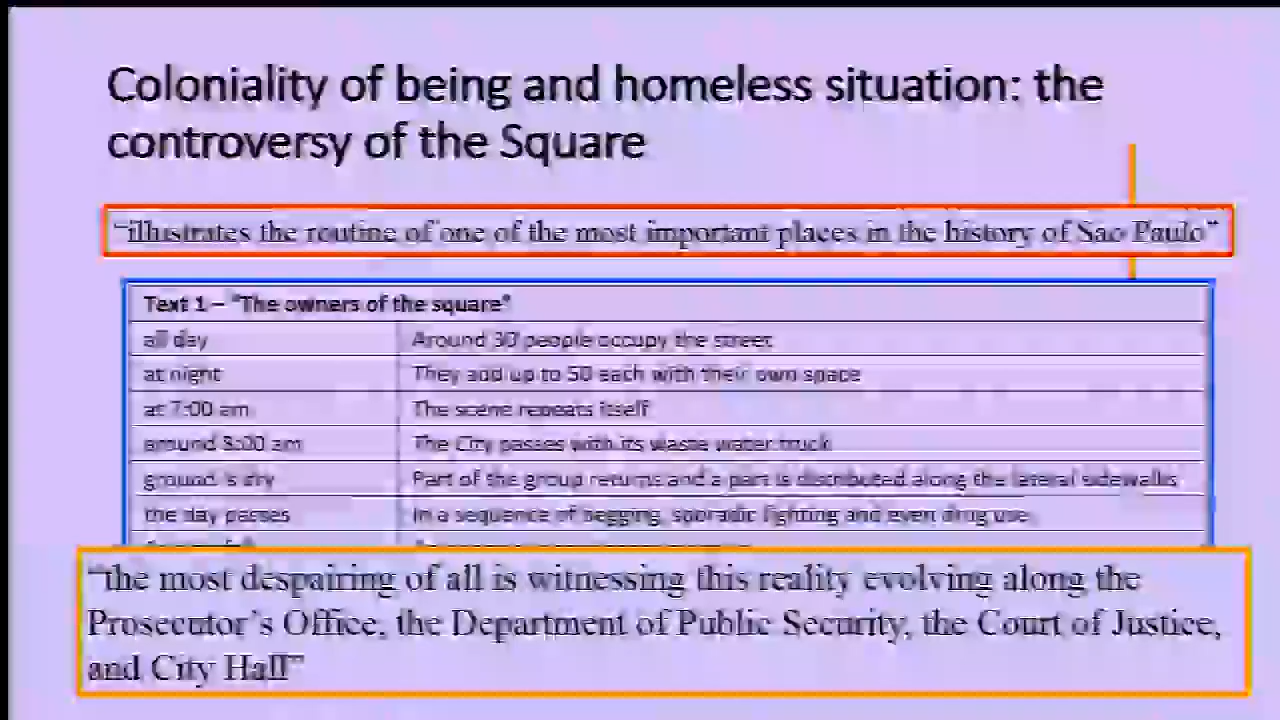 Coloniality of being and homeless situation: the
controversy of the Square
“illustrates the routine of one of the most important places in the history of Sao Paulo”
Text 1 – “The owners of the square”
all day Around 30 people occupy the street
at night They add up to 50 each with their own space
at 7:00 am The scene repeats itself
around 8:00 am The City passes with its waste water truck
ground is dry Part of the group returns and a part is distributed along the lateral sidewalks
the day passes In a sequence of begging, sporadic fighting and even drug use
“the most despairing of all is witnessing this reality evolving along the
Prosecutor’s Office, the Department of Public Security, the Court of Justice,
and City Hall”